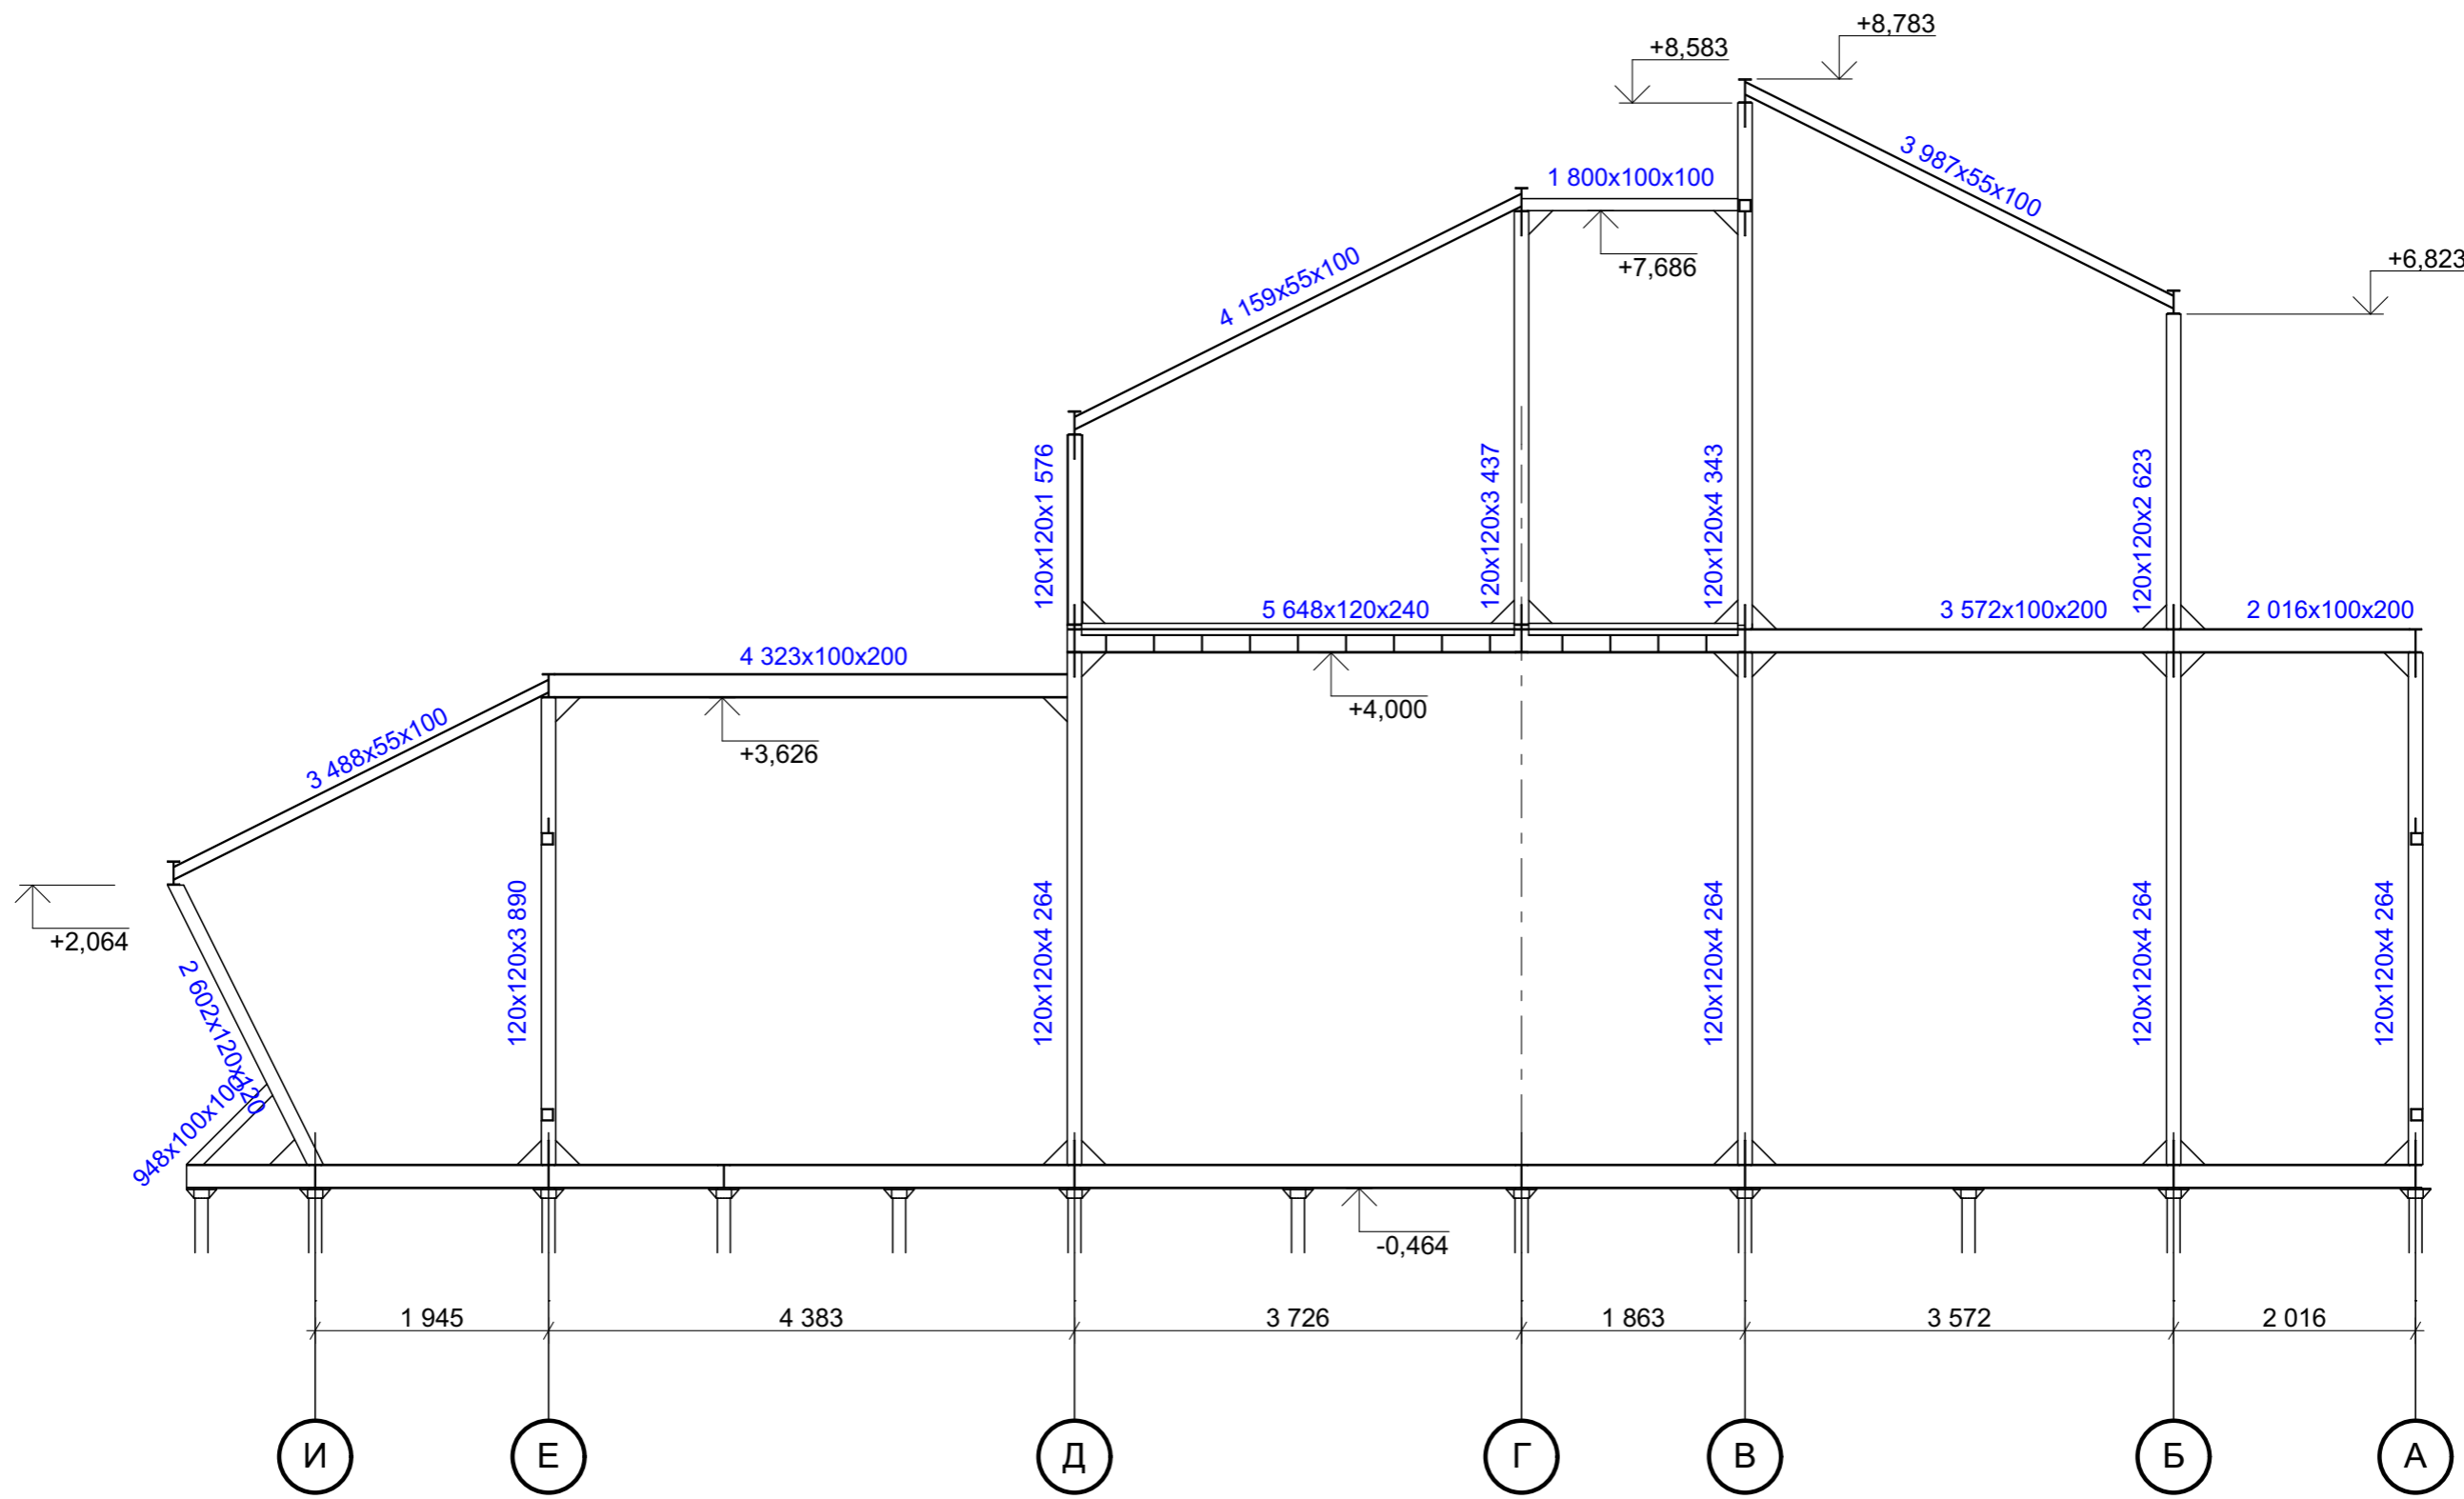 +8,783
+8,583
3 987x55x100
1 800x100x100
+7,686
+6,823
4 159x55x100
120x120x1 576
120x120x3 437
120x120x4 343
120x120x2 623
5 648x120x240
3 572x100x200
2 016x100x200
4 323x100x200
+4,000
+3,626
3 488x55x100
+2,064
2 602x120x120
948x100x100
120x120x3 890
120x120x4 264
120x120x4 264
120x120x4 264
120x120x4 264
-0,464
1 945
4 383
3 726
1 863
3 572
2 016
И
Е
Д
Г
В
Б
А